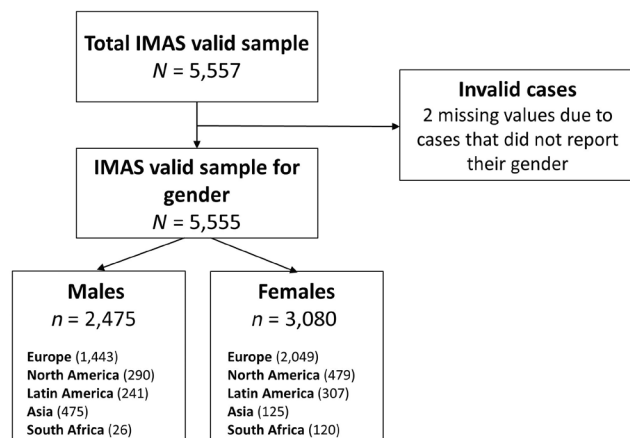 Total IMAS valid sample
N = 5,557
Invalid cases
2 missing values due to
cases that did not report
their gender
IMAS valid sample for
gender
N = 5,555
Males
n = 2,475
Europe (1,443)
North America (290)
Latin America (241)
Asia (475)
South Africa (26)
Females
n = 3,080
Europe (2,049)
North America (479)
Latin America (307)
Asia (125)
South Africa (120)